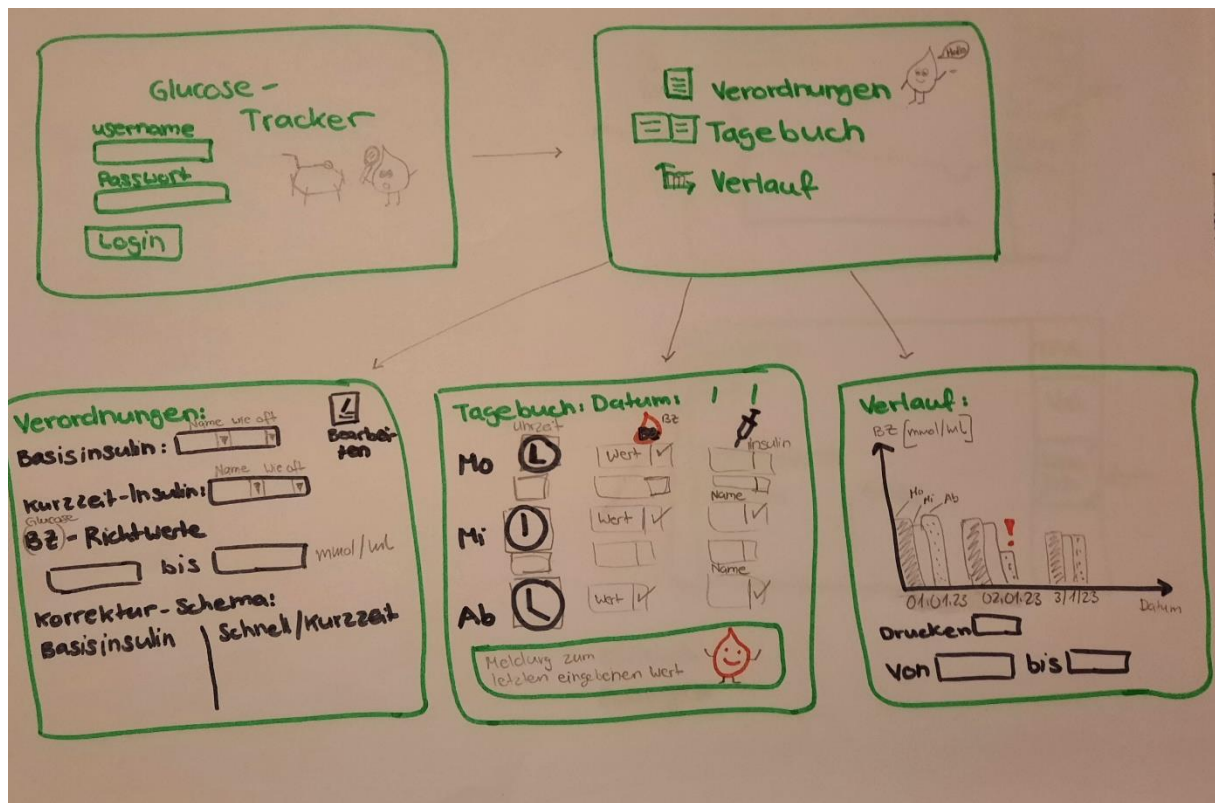 Glucose -
Tracker
username
Passwort
Login
Hallo
Verordnungen
Tagebuch
Verlauf
Verordnungen:
Bearbei-
ten
Name wie oft
Basisinsulin:
Name wie oft
Kurzzeit-Insulin:
Glucose
BZ - Richtwerte
bis mmol/mL
Korrektur-Schema:
Basisinsulin Schnell/Kurzzeit
Tagebuch: Datum: / /
Uhrzeit BZ Insulin
Mo Wert
Name
Mi Wert
Name
Ab Wert
Meldung zum
letzten eingebenen Wert
Verlauf:
BZ [mmol/mL]
Mo Mi Ab
!
01.01.23 02.01.23 3/1/23 Datum
Drucken
Von bis